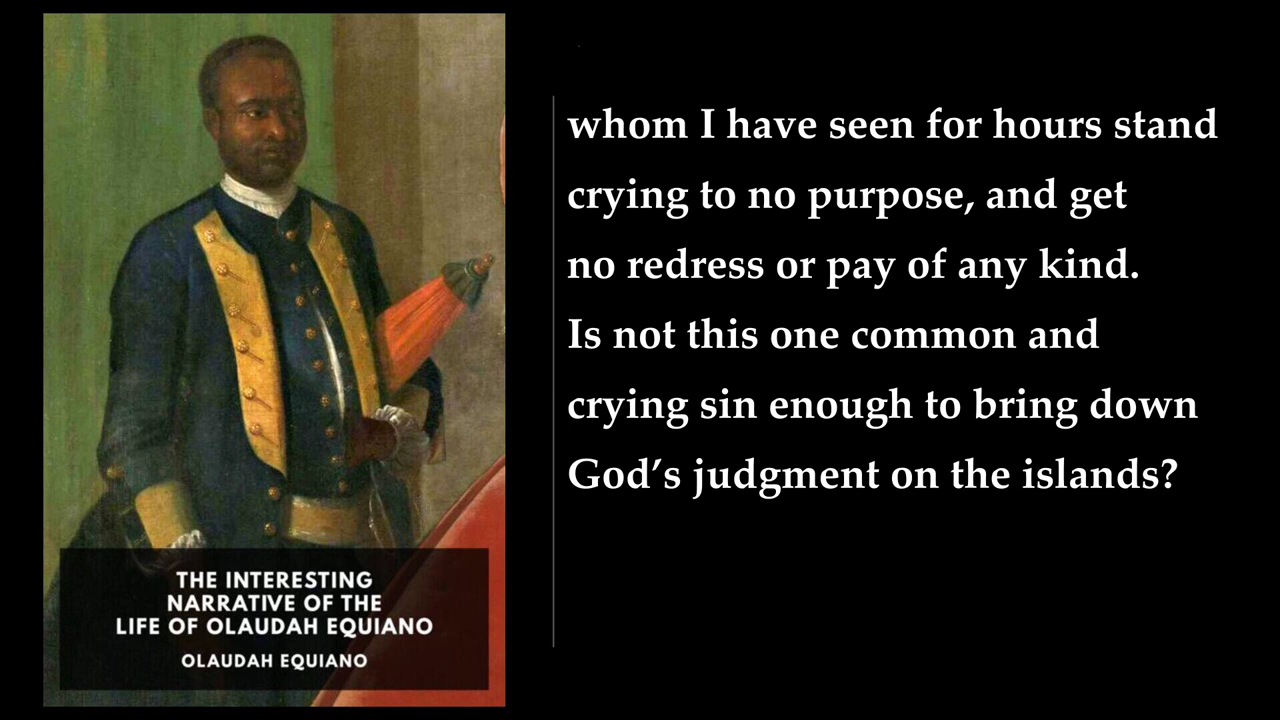 whom I have seen for hours stand
crying to no purpose, and get
no redress or pay of any kind.
Is not this one common and
crying sin enough to bring down
God’s judgment on the islands?
THE INTERESTING
NARRATIVE OF THE
LIFE OF OLAUDAH EQUIANO
OLAUDAH EQUIANO